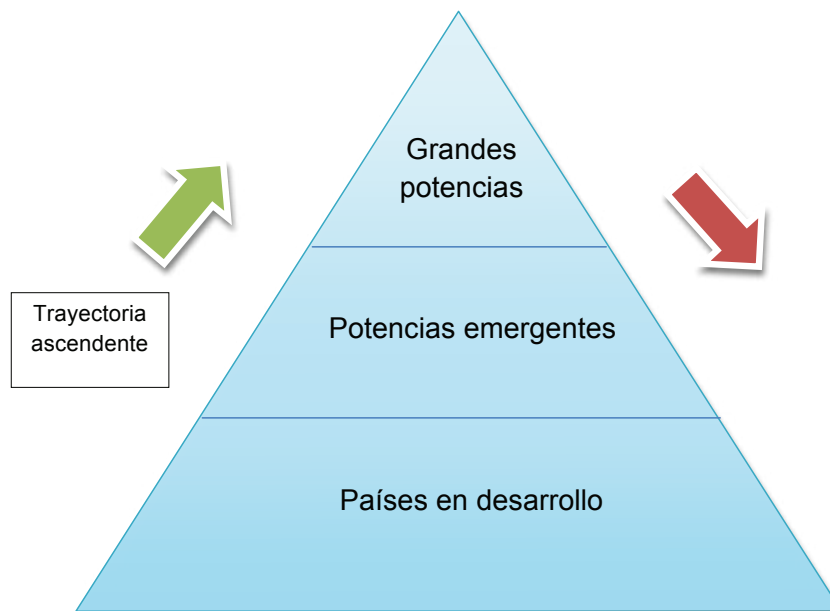 Grandes
potencias
Trayectoria
ascendente
Potencias emergentes
Países en desarrollo